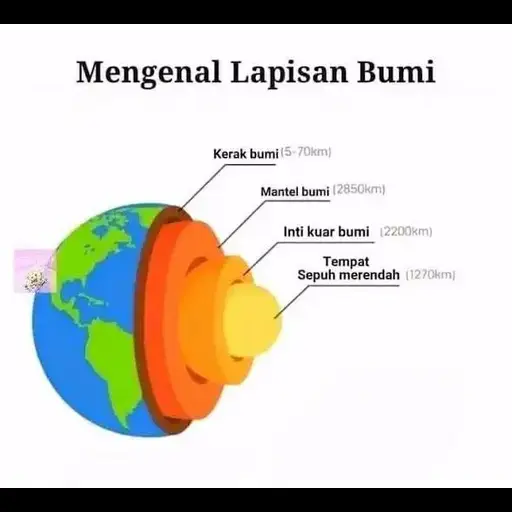 Mengenal Lapisan Bumi
Kerak bumi (5-70km)
Mantel bumi (2850km)
Inti kuar bumi (2200km)
Tempat
Sepuh merendah (1270km)